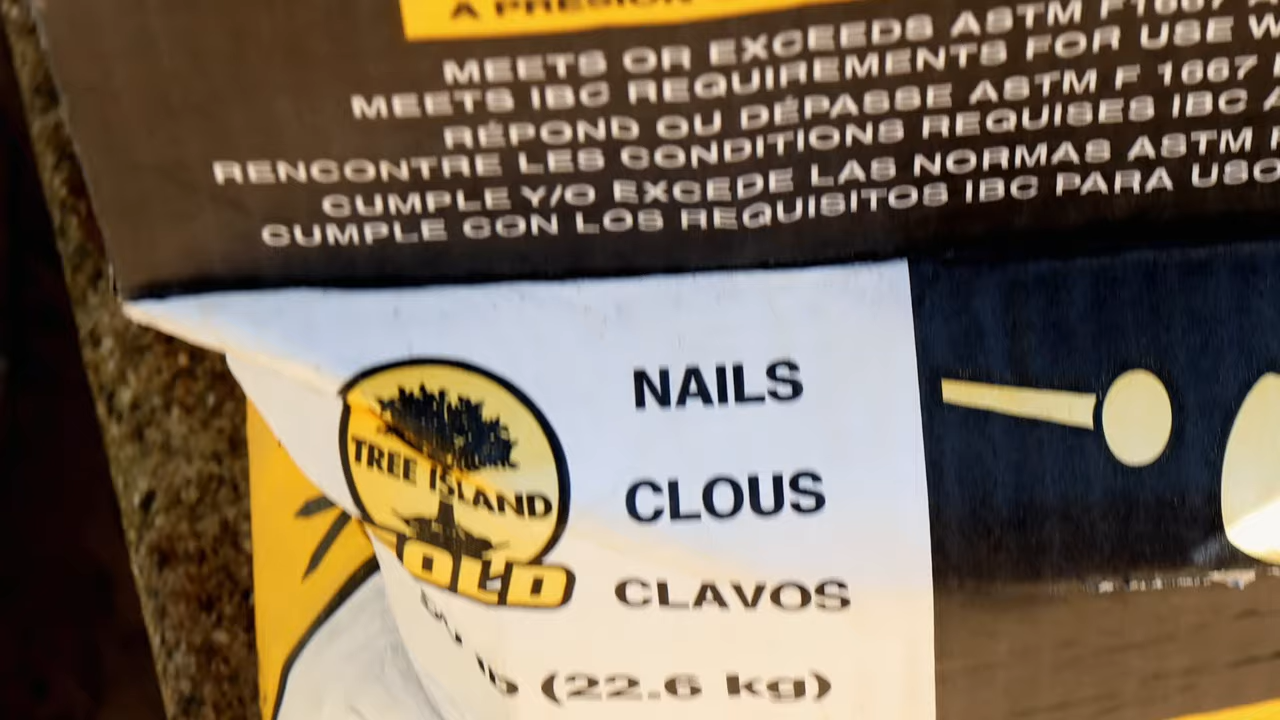 A PRESIÓN
MEETS OR EXCEEDS ASTM F1667
MEETS IBC REQUIREMENTS FOR USE
RÉPOND OU DÉPASSE ASTM F 1667
RENCONTRE LES CONDITIONS REQUISES IBC
CUMPLE Y/O EXCEDE LAS NORMAS ASTM
CUMPLE CON LOS REQUISITOS IBC PARA USO
NAILS
TREE ISLAND
CLOUS
OLD
CLAVOS
lb (22.6 kg)